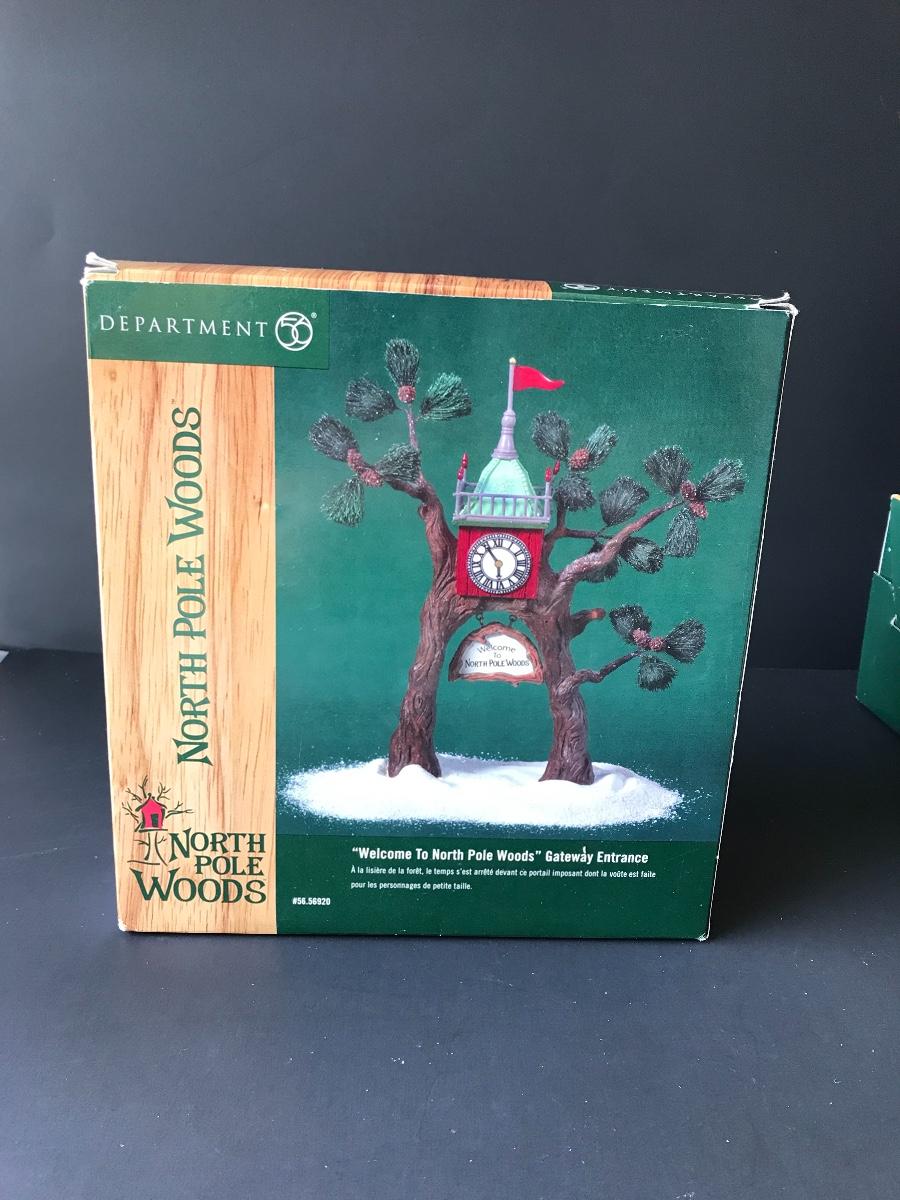 DEPARTMENT 56®
NORTH POLE WOODS™
Welcome
To
NORTH POLE WOODS
NORTH
POLE
WOODS
"Welcome To North Pole Woods" Gateway Entrance
À la lisière de la forêt, le temps s'est arrêté devant ce portail imposant dont la voûte est faite
pour les personnages de petite taille.
#56.56920